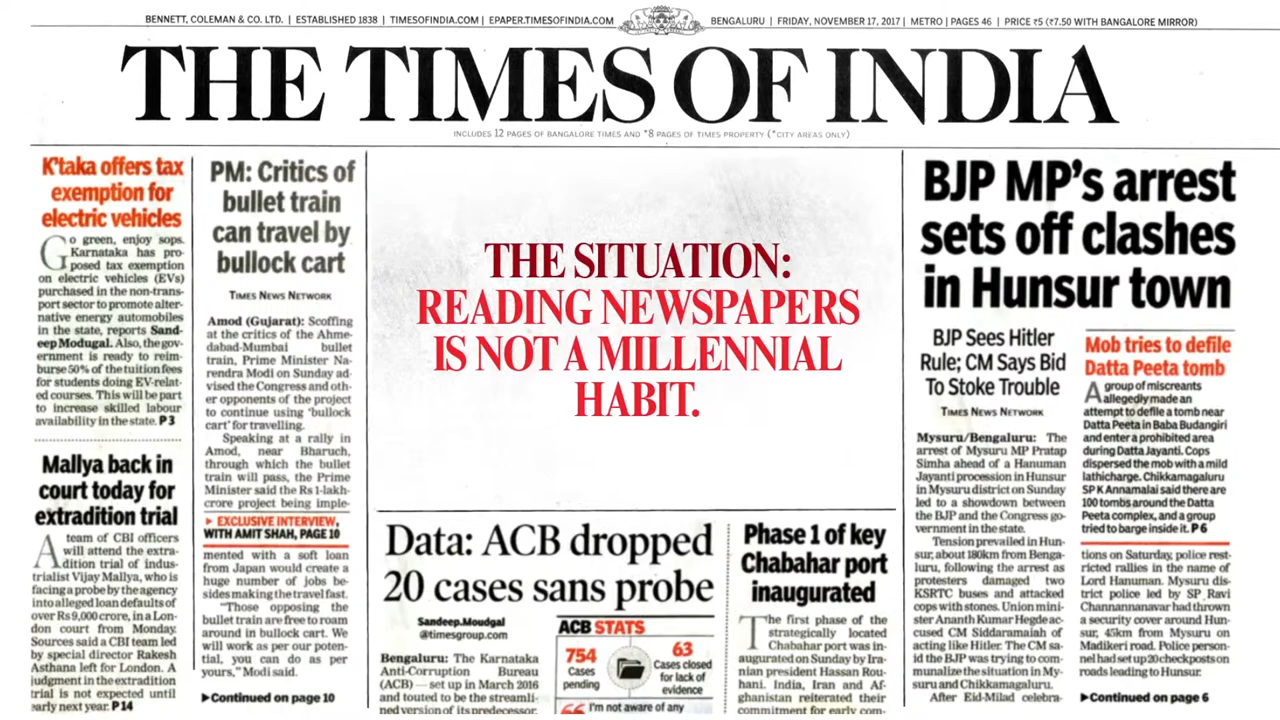 BENNETT, COLEMAN & CO. LTD. | ESTABLISHED 1838 | TIMESOFINDIA.COM | EPAPER.TIMESOFINDIA.COM
BENGALURU | FRIDAY, NOVEMBER 17, 2017 | METRO | PAGES 46 | PRICE ₹5 (₹7.50 WITH BANGALORE MIRROR)
THE TIMES OF INDIA
INCLUDES 12 PAGES OF BANGALORE TIMES AND *8 PAGES OF TIMES PROPERTY (*CITY AREAS ONLY)
K'taka offers tax
exemption for
electric vehicles
Go green, enjoy sops.
Karnataka has pro-
posed tax exemption
on electric vehicles (EVs)
purchased in the non-trans-
port sector to promote alter-
native energy automobiles
in the state, reports Sand-
eep Modugal. Also, the gov-
ernment is ready to reim-
burse 50% of the tuition fees
for students doing EV-relat-
ed courses. This will be part
to increase skilled labour
availability in the state. P 3
Mallya back in
court today for
extradition trial
A team of CBI officers
will attend the extra-
dition trial of indus-
trialist Vijay Mallya, who is
facing a probe by the agency
into alleged loan defaults of
over Rs 9,000 crore, in a Lon-
don court from Monday.
Sources said a CBI team led
by special director Rakesh
Asthana left for London. A
judgment in the extradition
trial is not expected until
early next year. P 14
PM: Critics of
bullet train
can travel by
bullock cart
TIMES NEWS NETWORK
Amod (Gujarat): Scoffing
at the critics of the Ahme-
dabad-Mumbai bullet
train, Prime Minister Na-
rendra Modi on Sunday ad-
vised the Congress and oth-
er opponents of the project
to continue using 'bullock
cart' for travelling.
Speaking at a rally in
Amod, near Bharuch,
through which the bullet
train will pass, the Prime
Minister said the Rs 1-lakh-
crore project being imple-
▶ EXCLUSIVE INTERVIEW,
WITH AMIT SHAH, PAGE 10
mented with a soft loan
from Japan would create a
huge number of jobs be-
sides making the travel fast.
"Those opposing the
bullet train are free to roam
around in bullock cart. We
will work as per our poten-
tial, you can do as per
yours," Modi said.
▶Continued on page 10
THE SITUATION:
READING NEWSPAPERS
IS NOT A MILLENNIAL
HABIT.
Data: ACB dropped
20 cases sans probe
Sandeep.Moudgal
@timesgroup.com
Bengaluru: The Karnataka
Anti-Corruption Bureau
(ACB) — set up in March 2016
and touted to be the streamli-
ned version of its predecessor,
ACB STATS
754
Cases
pending
63
Cases closed
for lack of
evidence
I'm not aware of any
Phase 1 of key
Chabahar port
inaugurated
The first phase of the
strategically located
Chabahar port was in-
augurated on Sunday by Ira-
nian president Hassan Rou-
hani. India, Iran and Af-
ghanistan reiterated their
commitment for early com-
BJP MP's arrest
sets off clashes
in Hunsur town
BJP Sees Hitler
Rule; CM Says Bid
To Stoke Trouble
TIMES NEWS NETWORK
Mysuru/Bengaluru: The
arrest of Mysuru MP Pratap
Simha ahead of a Hanuman
Jayanti procession in Hunsur
in Mysuru district on Sunday
led to a showdown between
the BJP and the Congress go-
vernment in the state.
Tension prevailed in Hun-
sur, about 180km from Benga-
luru, following the arrest as
protesters damaged two
KSRTC buses and attacked
cops with stones. Union mini-
ster Ananth Kumar Hegde ac-
cused CM Siddaramaiah of
acting like Hitler. The CM sa-
id the BJP was trying to com-
munalize the situation in My-
suru and Chikkamagaluru.
After Eid-Milad celebra-
Mob tries to defile
Datta Peeta tomb
A group of miscreants
allegedly made an
attempt to defile a tomb near
Datta Peeta in Baba Budangiri
and enter a prohibited area
during Datta Jayanti. Cops
dispersed the mob with a mild
lathicharge. Chikkamagaluru
SP K Annamalai said there are
100 tombs around the Datta
Peeta complex, and a group
tried to barge inside it. P 6
tions on Saturday, police rest-
ricted rallies in the name of
Lord Hanuman. Mysuru dis-
trict police led by SP Ravi
Channannavar had thrown
a security cover around Hun-
sur, 45km from Mysuru on
Madikeri road. Police person-
nel had set up 20 checkposts on
roads leading to Hunsur.
▶Continued on page 6